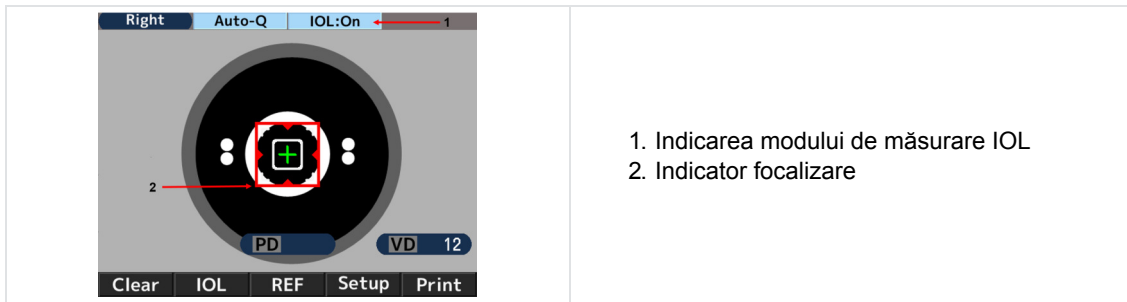 Right Auto-Q IOL:On 1
2
PD VD 12
Clear IOL REF Setup Print
1. Indicarea modului de măsurare IOL
2. Indicator focalizare